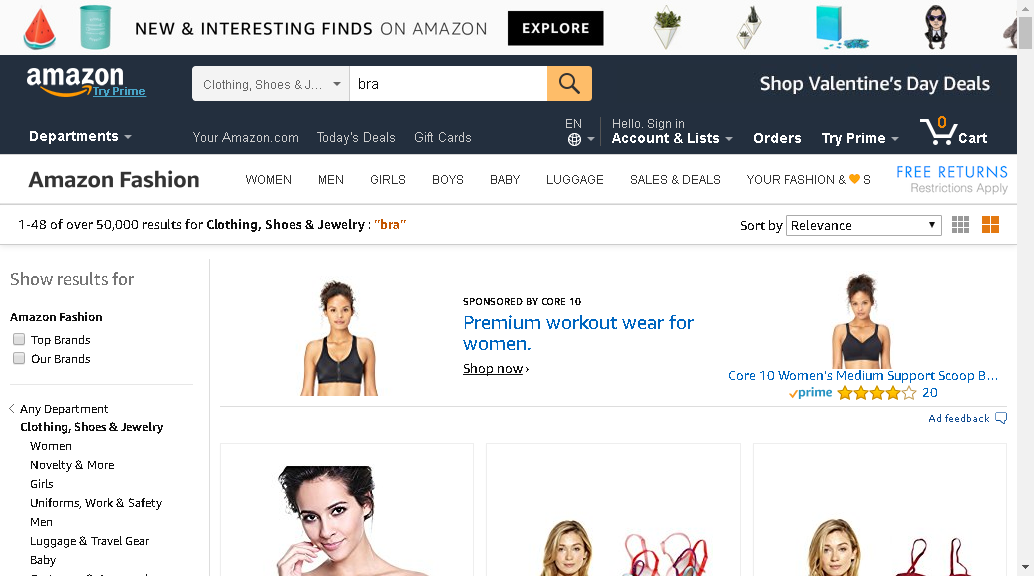 NEW & INTERESTING FINDS ON AMAZON EXPLORE
amazon
Try Prime
Clothing, Shoes & J... bra
Shop Valentine's Day Deals
Departments
Your Amazon.com Today's Deals Gift Cards
EN
Hello. Sign in
Account & Lists
Orders
Try Prime
0
Cart
Amazon Fashion
WOMEN MEN GIRLS BOYS BABY LUGGAGE SALES & DEALS YOUR FASHION & S
FREE RETURNS
Restrictions Apply
1-48 of over 50,000 results for Clothing, Shoes & Jewelry : "bra"
Sort by Relevance
Show results for
Amazon Fashion
Top Brands
Our Brands
Any Department
Clothing, Shoes & Jewelry
Women
Novelty & More
Girls
Uniforms, Work & Safety
Men
Luggage & Travel Gear
Baby
SPONSORED BY CORE 10
Premium workout wear for
women.
Shop now ›
Core 10 Women's Medium Support Scoop B...
prime 20
Ad feedback